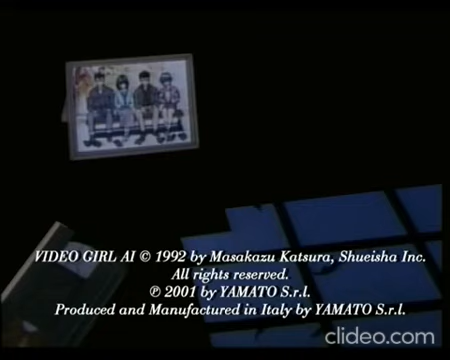 VIDEO GIRL AI © 1992 by Masakazu Katsura, Shueisha Inc.
All rights reserved.
℗ 2001 by YAMATO S.r.l.
Produced and Manufactured in Italy by YAMATO S.r.l.
clideo.com